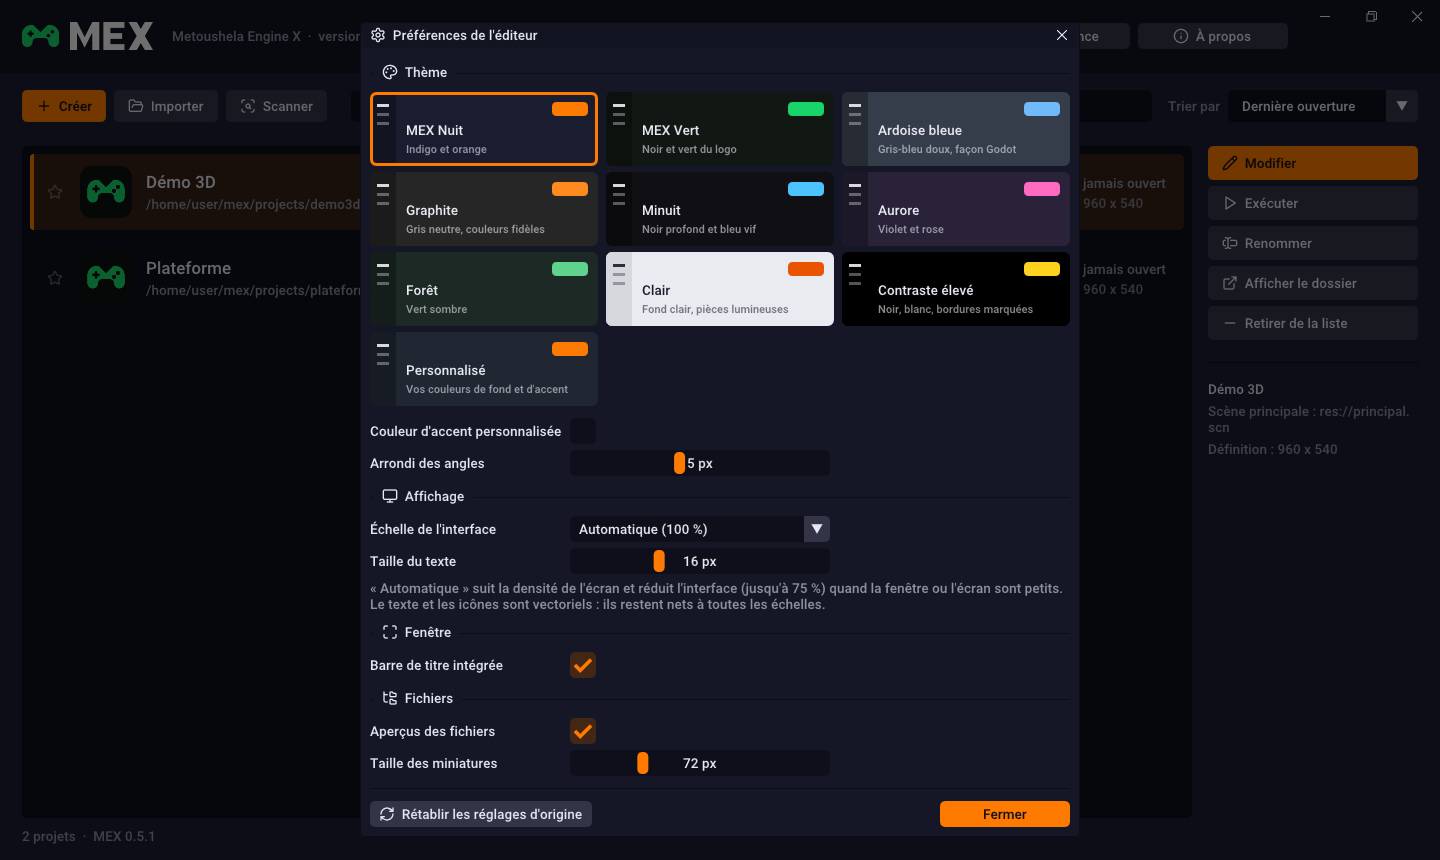 MEX
Metoushela Engine X · version
nce
À propos
Préférences de l'éditeur
Créer
Importer
Scanner
Trier par
Dernière ouverture
Thème
MEX Nuit
Indigo et orange
MEX Vert
Noir et vert du logo
Ardoise bleue
Gris-bleu doux, façon Godot
Graphite
Gris neutre, couleurs fidèles
Minuit
Noir profond et bleu vif
Aurore
Violet et rose
Forêt
Vert sombre
Clair
Fond clair, pièces lumineuses
Contraste élevé
Noir, blanc, bordures marquées
Personnalisé
Vos couleurs de fond et d'accent
Couleur d'accent personnalisée
Arrondi des angles
5 px
Affichage
Échelle de l'interface
Automatique (100 %)
Taille du texte
16 px
« Automatique » suit la densité de l'écran et réduit l'interface (jusqu'à 75 %) quand la fenêtre ou l'écran sont petits.
Le texte et les icônes sont vectoriels : ils restent nets à toutes les échelles.
Fenêtre
Barre de titre intégrée
Fichiers
Aperçus des fichiers
Taille des miniatures
72 px
Rétablir les réglages d'origine
Fermer
Démo 3D
/home/user/mex/projects/demo3d
jamais ouvert
960 x 540
Plateforme
/home/user/mex/projects/platefor
jamais ouvert
960 x 540
Modifier
Exécuter
Renommer
Afficher le dossier
Retirer de la liste
Démo 3D
Scène principale : res://principal.
scn
Définition : 960 x 540
2 projets · MEX 0.5.1